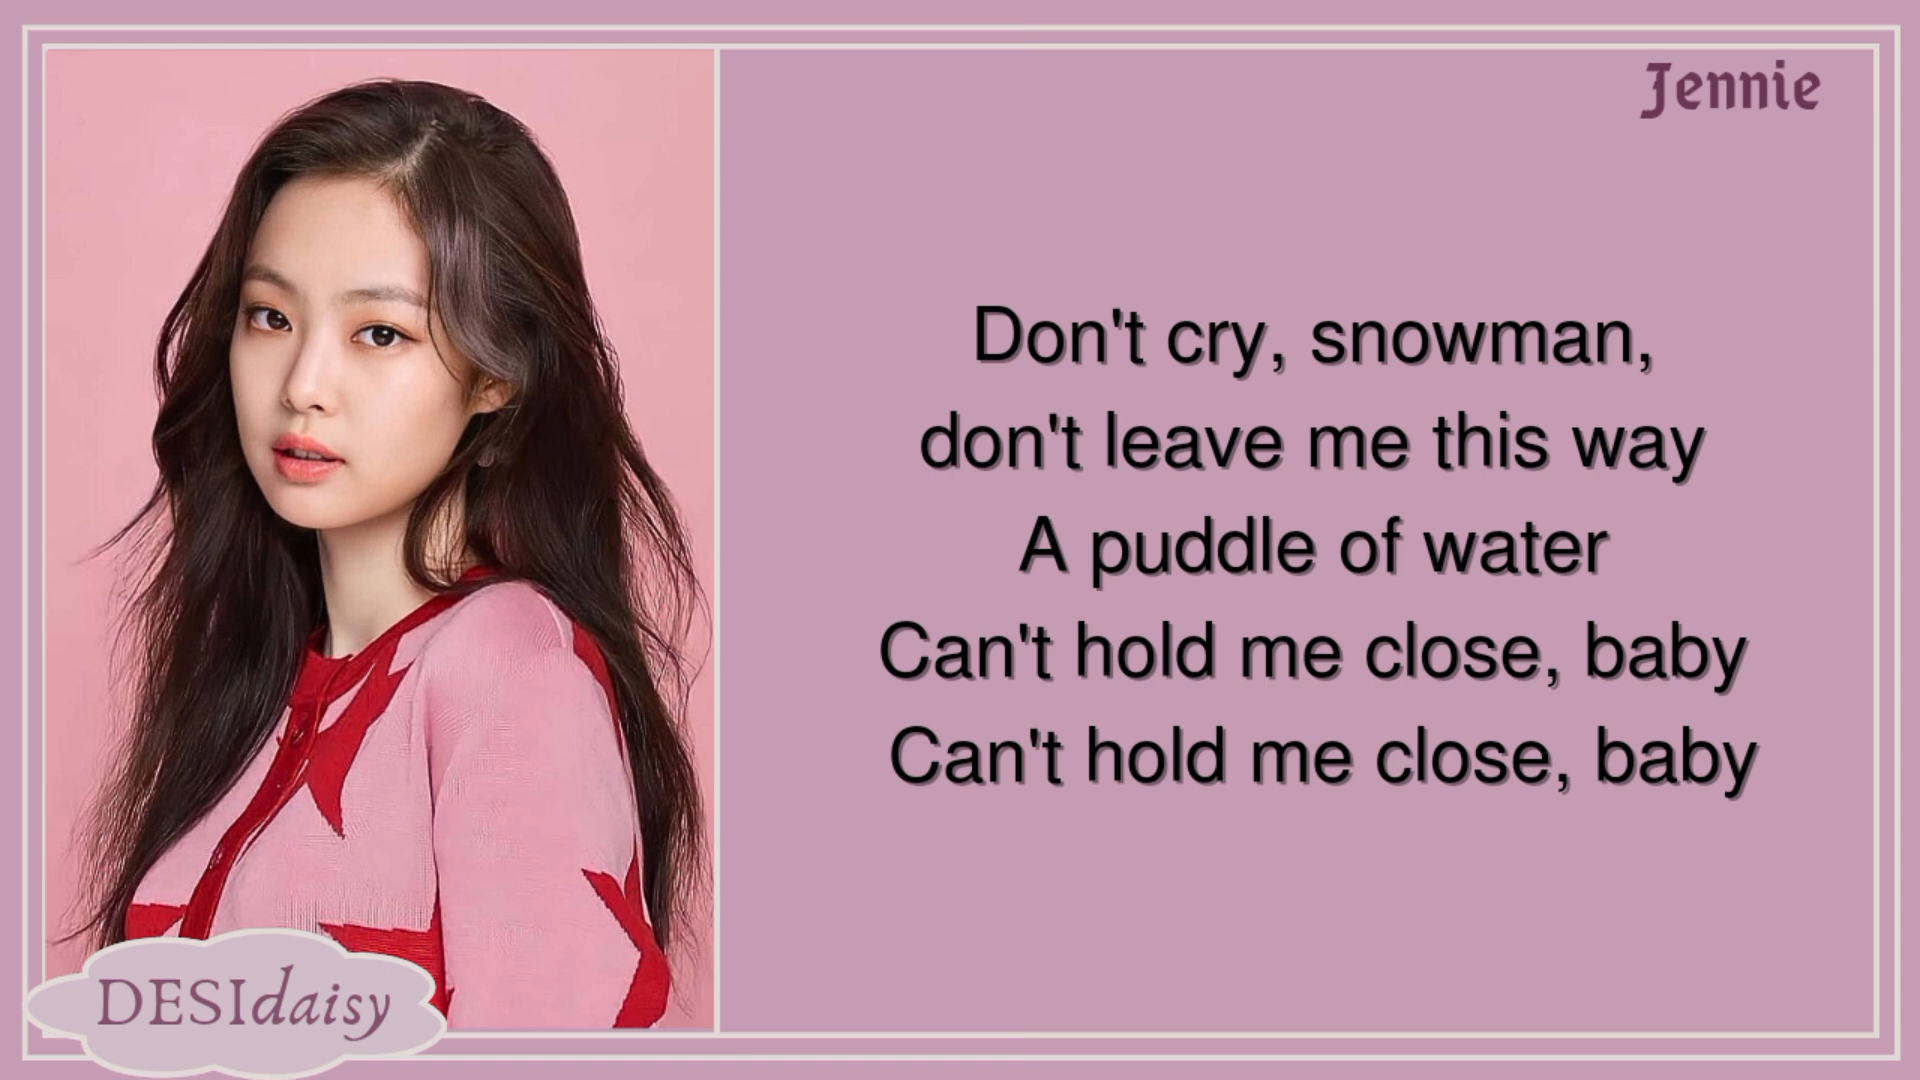 Jennie
Don't cry, snowman,
don't leave me this way
A puddle of water
Can't hold me close, baby
Can't hold me close, baby
DESIdaisy